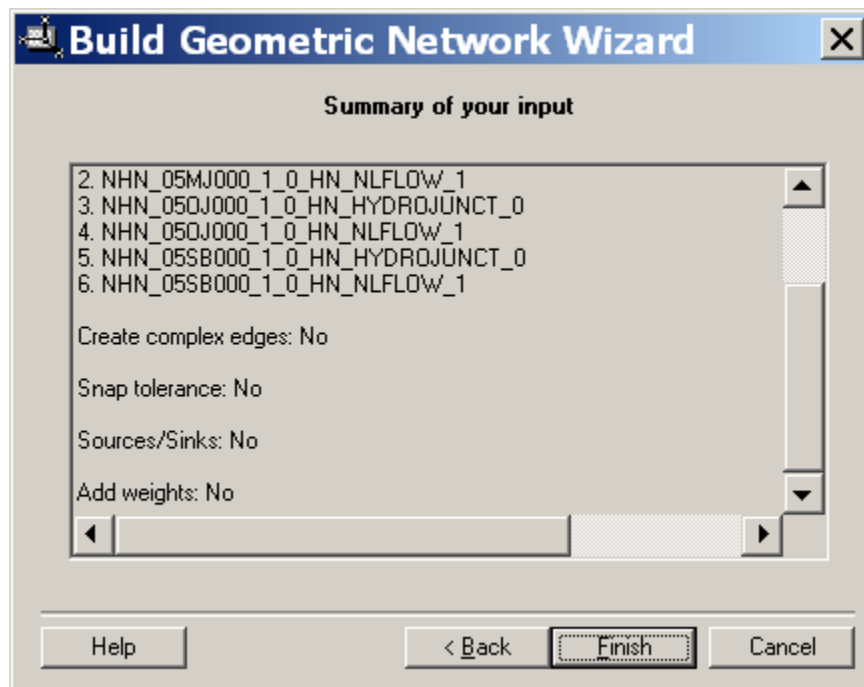 Build Geometric Network Wizard
Summary of your input
2. NHN_05MJ000_1_0_HN_NLFLOW_1
3. NHN_05OJ000_1_0_HN_HYDROJUNCT_0
4. NHN_05OJ000_1_0_HN_NLFLOW_1
5. NHN_05SB000_1_0_HN_HYDROJUNCT_0
6. NHN_05SB000_1_0_HN_NLFLOW_1
Create complex edges: No
Snap tolerance: No
Sources/Sinks: No
Add weights: No
Help < Back Finish Cancel